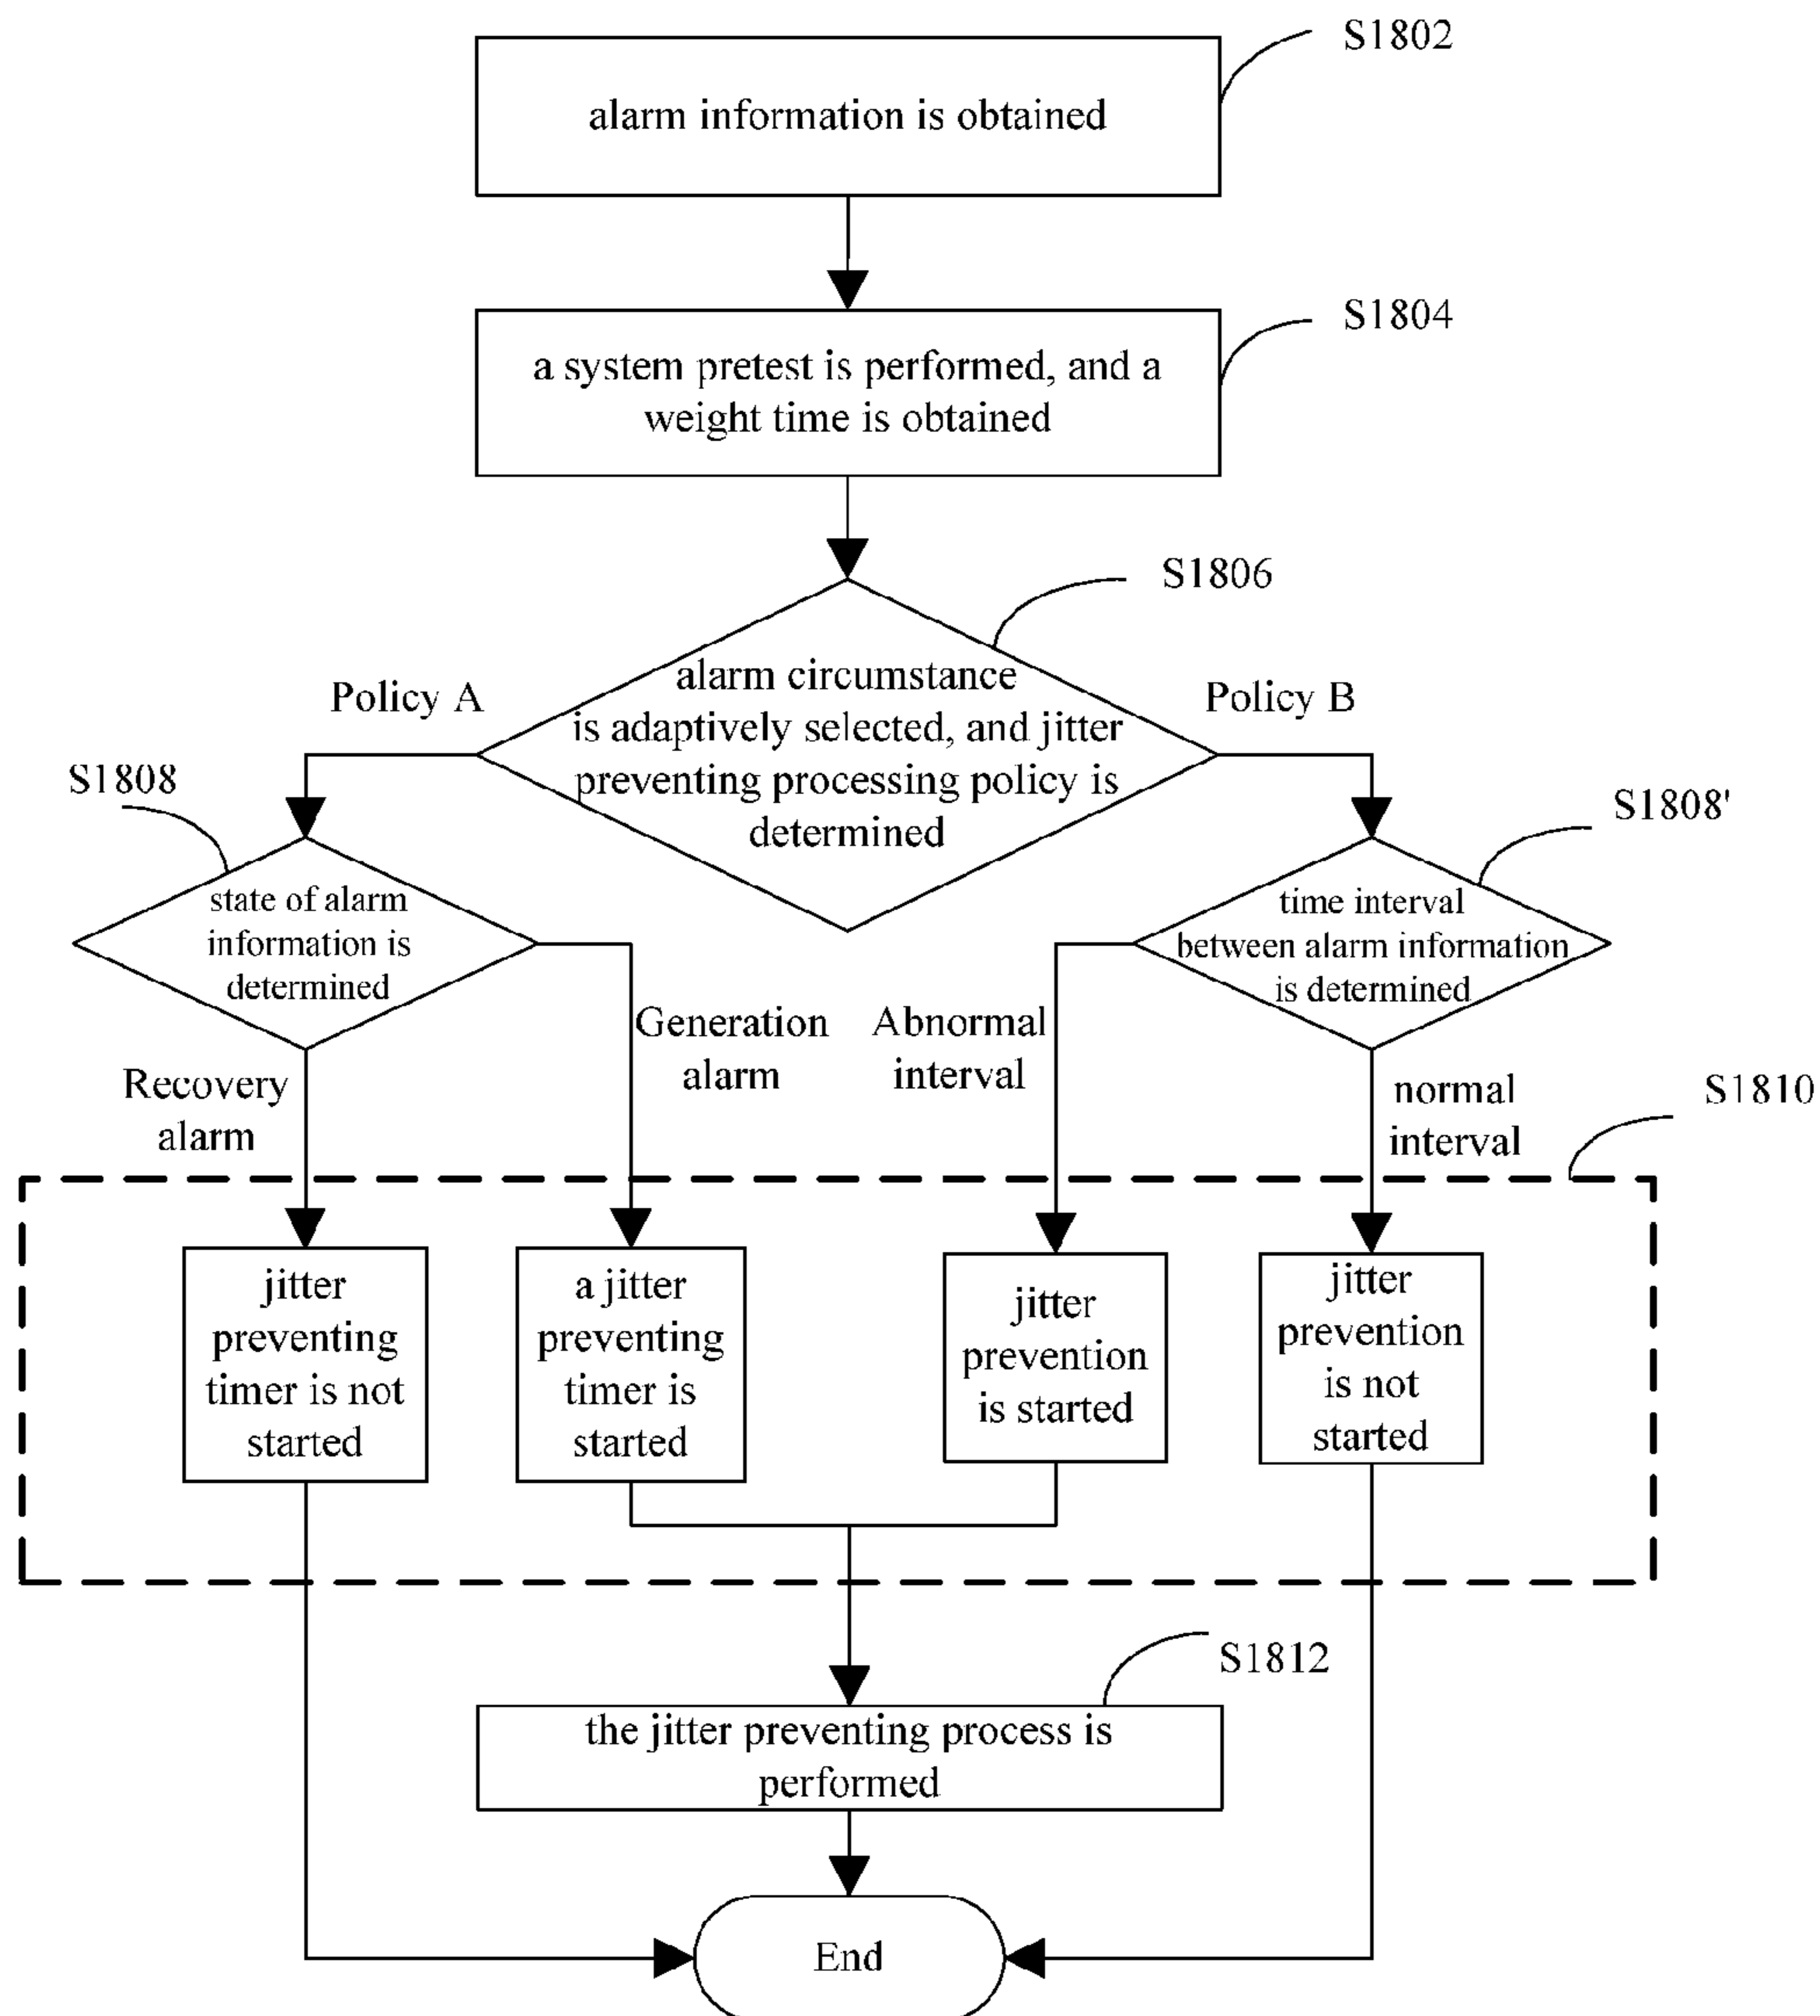 S1802
alarm information is obtained
S1804
a system pretest is performed, and a
weight time is obtained
S1806
alarm circumstance
is adaptively selected, and jitter
preventing processing policy is
determined
Policy A
Policy B
S1808
state of alarm
information is
determined
S1808'
time interval
between alarm information
is determined
Recovery
alarm
Generation
alarm
Abnormal
interval
normal
interval
S1810
jitter
preventing
timer is not
started
a jitter
preventing
timer is
started
jitter
prevention
is started
jitter
prevention
is not
started
S1812
the jitter preventing process is
performed
End